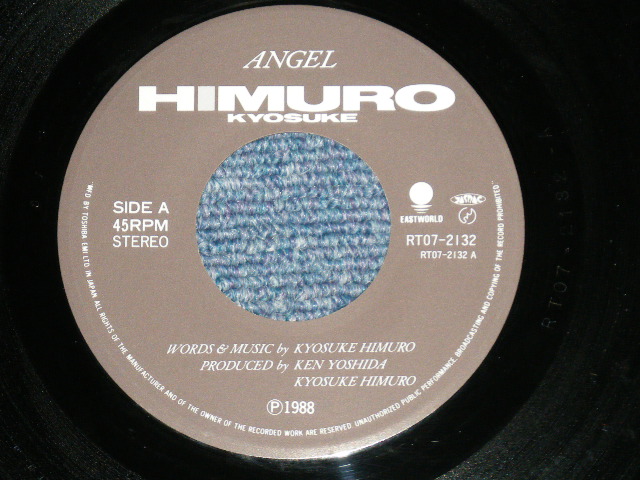 ANGEL
HIMURO
KYOSUKE
SIDE A
45RPM
STEREO
EASTWORLD
RT07-2132
RT07-2132 A
WORDS & MUSIC by KYOSUKE HIMURO
PRODUCED by KEN YOSHIDA
KYOSUKE HIMURO
Ⓟ1988
"M'D BY TOSHIBA EMI LTD IN JAPAN ALL RIGHTS OF THE MANUFACTURER AND OF THE OWNER OF THE RECORDED WORK ARE RESERVED. UNAUTHORIZED PUBLIC PERFORMANCE, BROADCASTING AND COPYING OF THE RECORD PROHIBITED"
RT07-2132-A